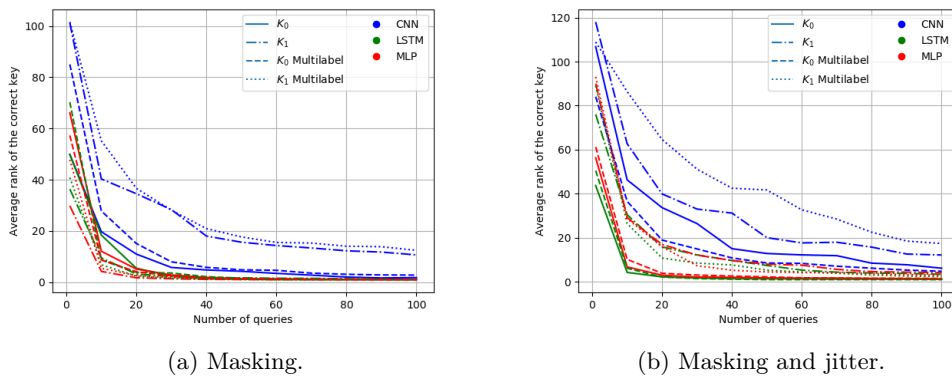 100
80
60
40
20
0
Average rank of the correct key
0 20 40 60 80 100
Number of queries
K0
K1
K0 Multilabel
K1 Multilabel
CNN
LSTM
MLP
(a) Masking.
120
100
80
60
40
20
0
Average rank of the correct key
0 20 40 60 80 100
Number of queries
K0
K1
K0 Multilabel
K1 Multilabel
CNN
LSTM
MLP
(b) Masking and jitter.